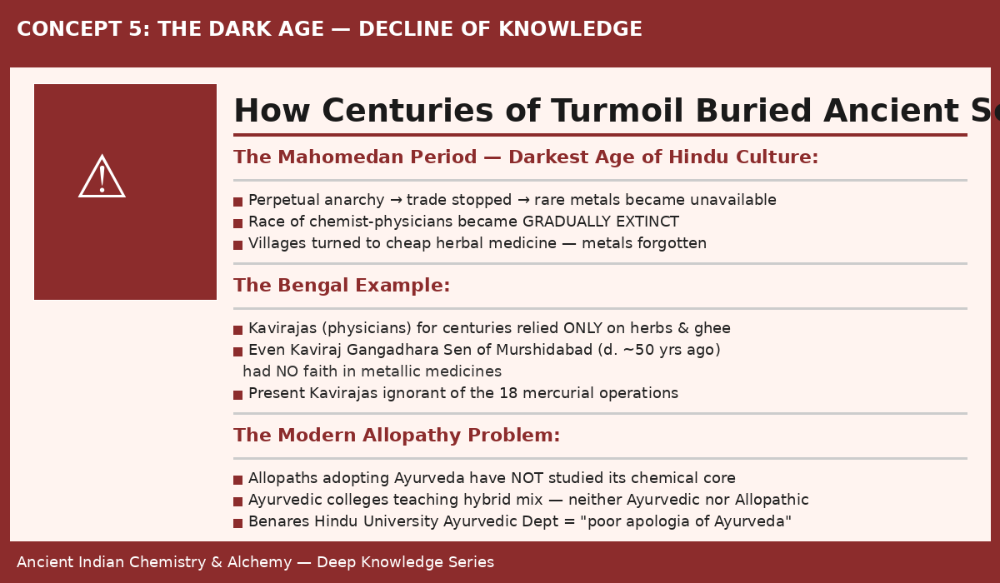 CONCEPT 5: THE DARK AGE — DECLINE OF KNOWLEDGE
How Centuries of Turmoil Buried Ancient
The Mahomedan Period — Darkest Age of Hindu Culture:
Perpetual anarchy → trade stopped → rare metals became unavailable
Race of chemist-physicians became GRADUALLY EXTINCT
Villages turned to cheap herbal medicine — metals forgotten
The Bengal Example:
Kavirajas (physicians) for centuries relied ONLY on herbs & ghee
Even Kaviraj Gangadhara Sen of Murshidabad (d. ~50 yrs ago)
had NO faith in metallic medicines
Present Kavirajas ignorant of the 18 mercurial operations
The Modern Allopathy Problem:
Allopaths adopting Ayurveda have NOT studied its chemical core
Ayurvedic colleges teaching hybrid mix — neither Ayurvedic nor Allopathic
Benares Hindu University Ayurvedic Dept = "poor apologia of Ayurveda"
Ancient Indian Chemistry & Alchemy — Deep Knowledge Series